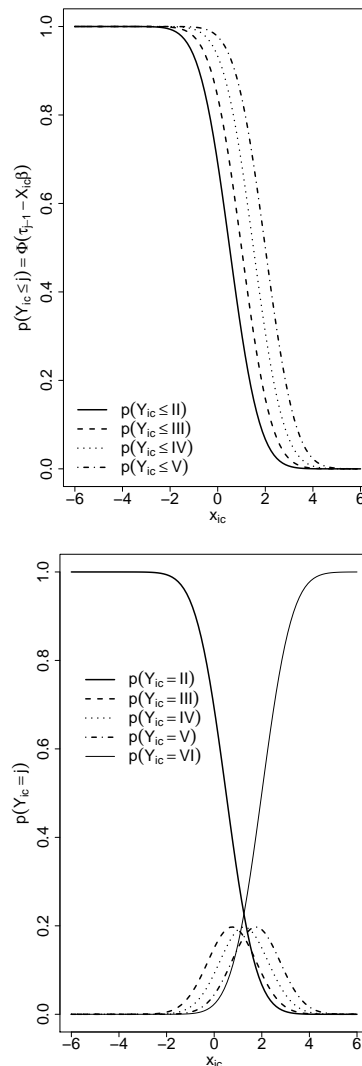 p(Y_ic ≤ j) = Φ(τ_j−1 − X_ic β)
1.0
0.8
0.6
0.4
0.2
0.0
p(Y_ic ≤ II)
p(Y_ic ≤ III)
p(Y_ic ≤ IV)
p(Y_ic ≤ V)
−6 −4 −2 0 2 4 6
x_ic
p(Y_ic = j)
1.0
0.8
0.6
0.4
0.2
0.0
p(Y_ic = II)
p(Y_ic = III)
p(Y_ic = IV)
p(Y_ic = V)
p(Y_ic = VI)
−6 −4 −2 0 2 4 6
x_ic